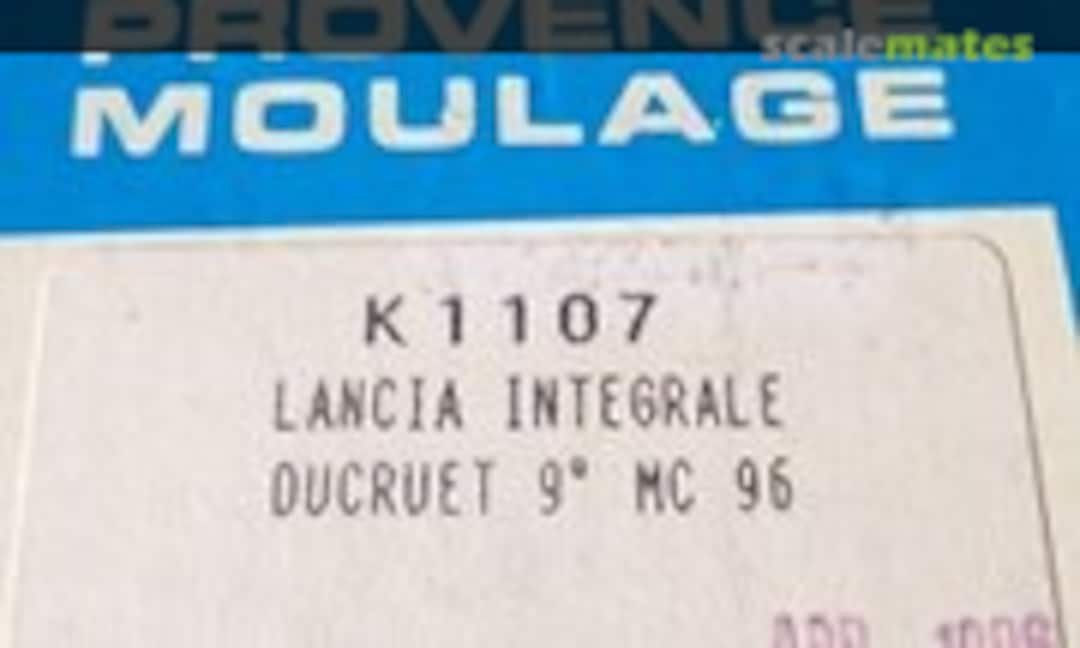 PROVENCE
scalemates
MOULAGE
K1107
LANCIA INTEGRALE
DUCRUET 9° MC 96